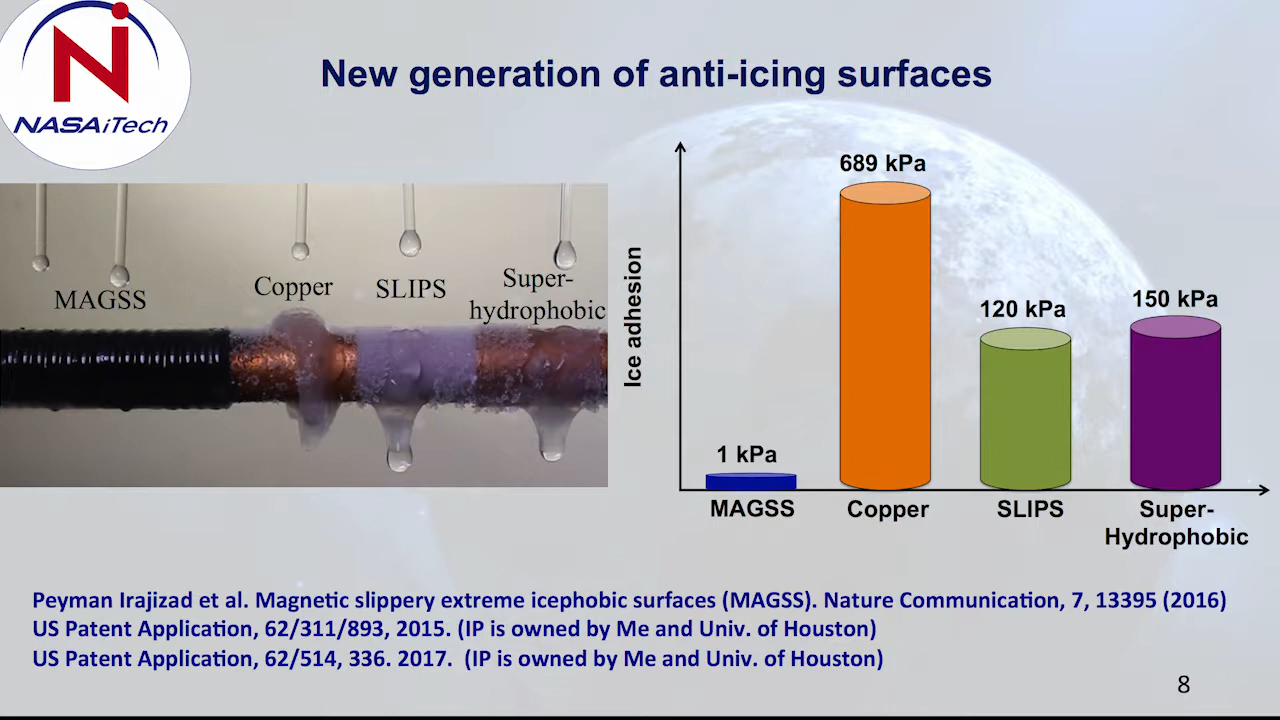 NASAiTech
New generation of anti-icing surfaces
MAGSS
Copper
SLIPS
Super-
hydrophobic
Ice adhesion
689 kPa
120 kPa
150 kPa
1 kPa
MAGSS
Copper
SLIPS
Super-
Hydrophobic
Peyman Irajizad et al. Magnetic slippery extreme icephobic surfaces (MAGSS). Nature Communication, 7, 13395 (2016)
US Patent Application, 62/311/893, 2015. (IP is owned by Me and Univ. of Houston)
US Patent Application, 62/514, 336. 2017. (IP is owned by Me and Univ. of Houston)
8